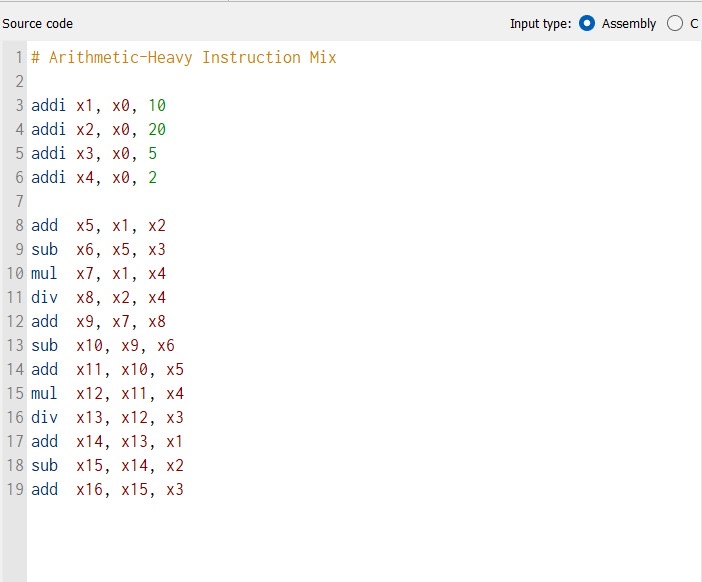 Source code Input type: Assembly C
1 # Arithmetic-Heavy Instruction Mix
2
3 addi x1, x0, 10
4 addi x2, x0, 20
5 addi x3, x0, 5
6 addi x4, x0, 2
7
8 add x5, x1, x2
9 sub x6, x5, x3
10 mul x7, x1, x4
11 div x8, x2, x4
12 add x9, x7, x8
13 sub x10, x9, x6
14 add x11, x10, x5
15 mul x12, x11, x4
16 div x13, x12, x3
17 add x14, x13, x1
18 sub x15, x14, x2
19 add x16, x15, x3